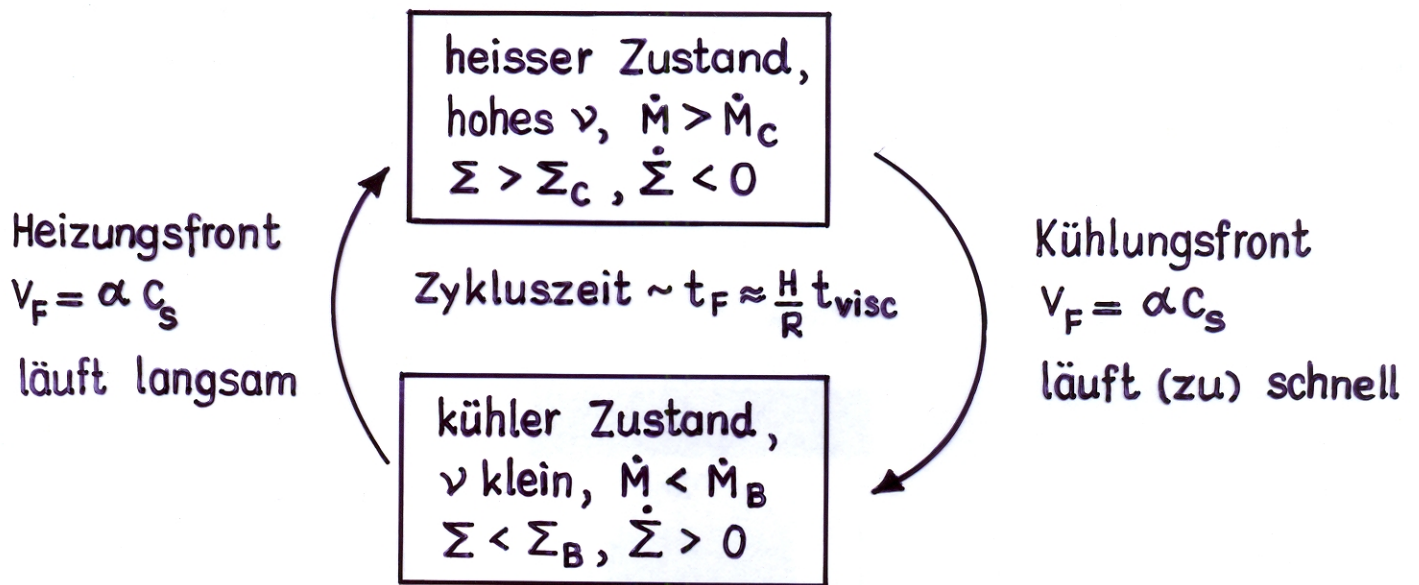 heisser Zustand,
hohes ν, Ṁ > Ṁ_C
Σ > Σ_C , Σ̇ < 0
Heizungsfront
V_F = α C_s
läuft langsam
Zykluszeit ~ t_F ≈ H/R t_visc
Kühlungsfront
V_F = α C_s
läuft (zu) schnell
kühler Zustand,
ν klein, Ṁ < Ṁ_B
Σ < Σ_B , Σ̇ > 0